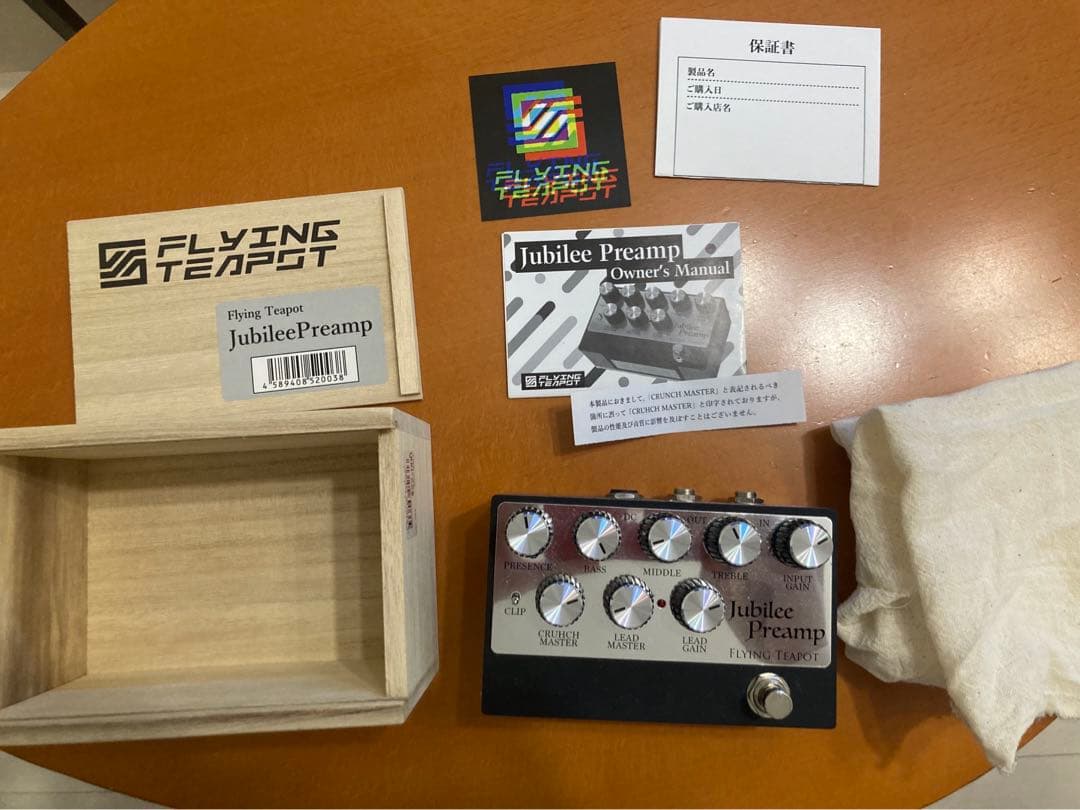 保証書
製品名
ご購入日
ご購入店名
FLYING
TEAPOT
FLYING
TEAPOT
Flying Teapot
JubileePreamp
4 589408 520038
Jubilee Preamp
Owner's Manual
Jubilee
Preamp
FLYING
TEAPOT
本製品におきまして、「CRUNCH MASTER」と表記されるべき
箇所に誤って「CRUHCH MASTER」と印字されておりますが、
製品の性能及び音質に影響を及ぼすことはございません。
DC
OUT
IN
PRESENCE
BASS
MIDDLE
TREBLE
INPUT
GAIN
CLIP
CRUHCH
MASTER
LEAD
MASTER
LEAD
GAIN
Jubilee
Preamp
FLYING TEAPOT